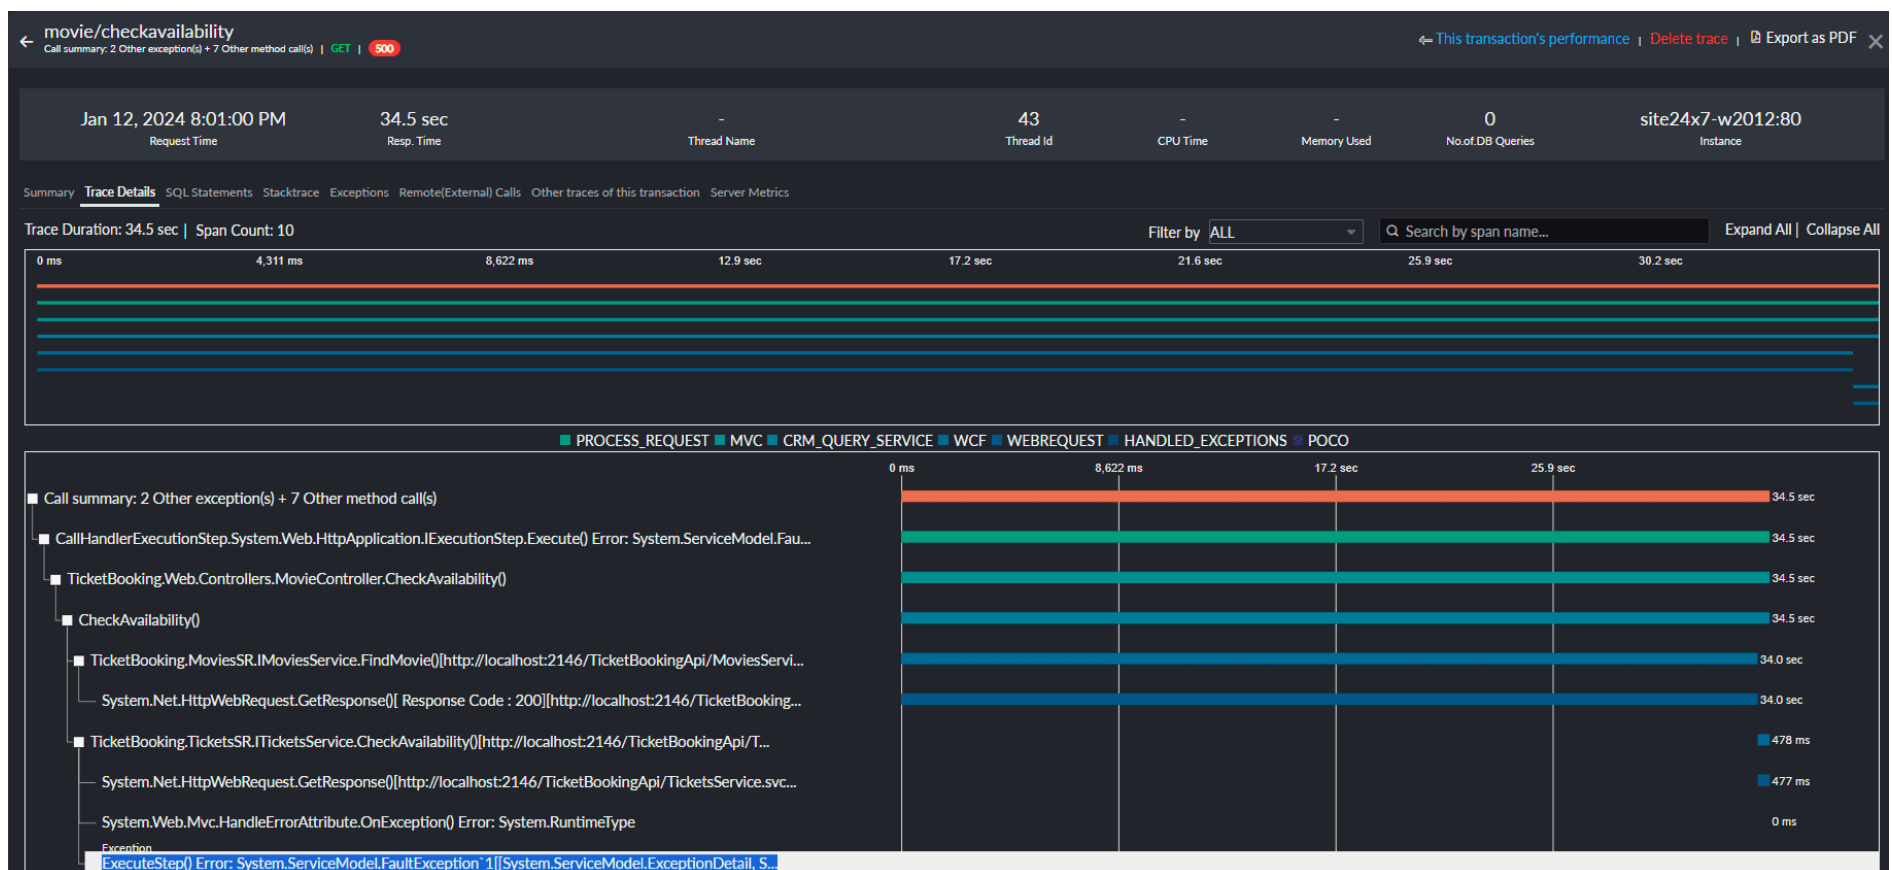 movie/checkavailability
Call summary: 2 Other exception(s) + 7 Other method call(s) | GET | 500
This transaction's performance | Delete trace | Export as PDF
Jan 12, 2024 8:01:00 PM 34.5 sec - 43 - - 0 site24x7-w2012:80
Request Time Resp. Time Thread Name Thread Id CPU Time Memory Used No.of.DB Queries Instance
Summary Trace Details SQL Statements Stacktrace Exceptions Remote(External) Calls Other traces of this transaction Server Metrics
Trace Duration: 34.5 sec | Span Count: 10 Filter by ALL Search by span name... Expand All | Collapse All
0 ms 4,311 ms 8,622 ms 12.9 sec 17.2 sec 21.6 sec 25.9 sec 30.2 sec
PROCESS_REQUEST MVC CRM_QUERY_SERVICE WCF WEBREQUEST HANDLED_EXCEPTIONS POCO
0 ms 8,622 ms 17.2 sec 25.9 sec
Call summary: 2 Other exception(s) + 7 Other method call(s) 34.5 sec
CallHandlerExecutionStep.System.Web.HttpApplication.IExecutionStep.Execute() Error: System.ServiceModel.Fau... 34.5 sec
TicketBooking.Web.Controllers.MovieController.CheckAvailability() 34.5 sec
CheckAvailability() 34.5 sec
TicketBooking.MoviesSR.IMoviesService.FindMovie()[http://localhost:2146/TicketBookingApi/MoviesServi... 34.0 sec
System.Net.HttpWebRequest.GetResponse()[ Response Code : 200][http://localhost:2146/TicketBooking... 34.0 sec
TicketBooking.TicketsSR.ITicketsService.CheckAvailability()[http://localhost:2146/TicketBookingApi/T... 478 ms
System.Net.HttpWebRequest.GetResponse()[http://localhost:2146/TicketBookingApi/TicketsService.svc... 477 ms
System.Web.Mvc.HandleErrorAttribute.OnException() Error: System.RuntimeType 0 ms
Exception
ExecuteStep() Error: System.ServiceModel.FaultException`1[[System.ServiceModel.ExceptionDetail, S...